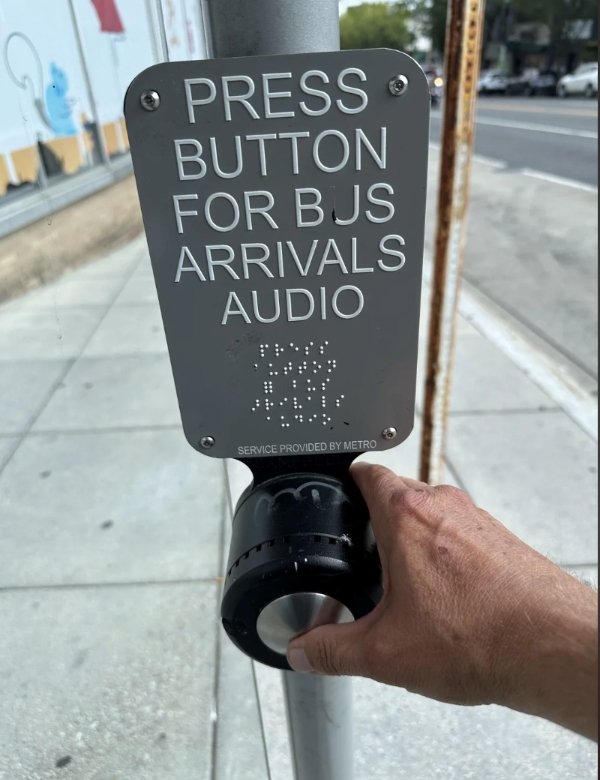 PRESS
BUTTON
FOR BUS
ARRIVALS
AUDIO
SERVICE PROVIDED BY METRO